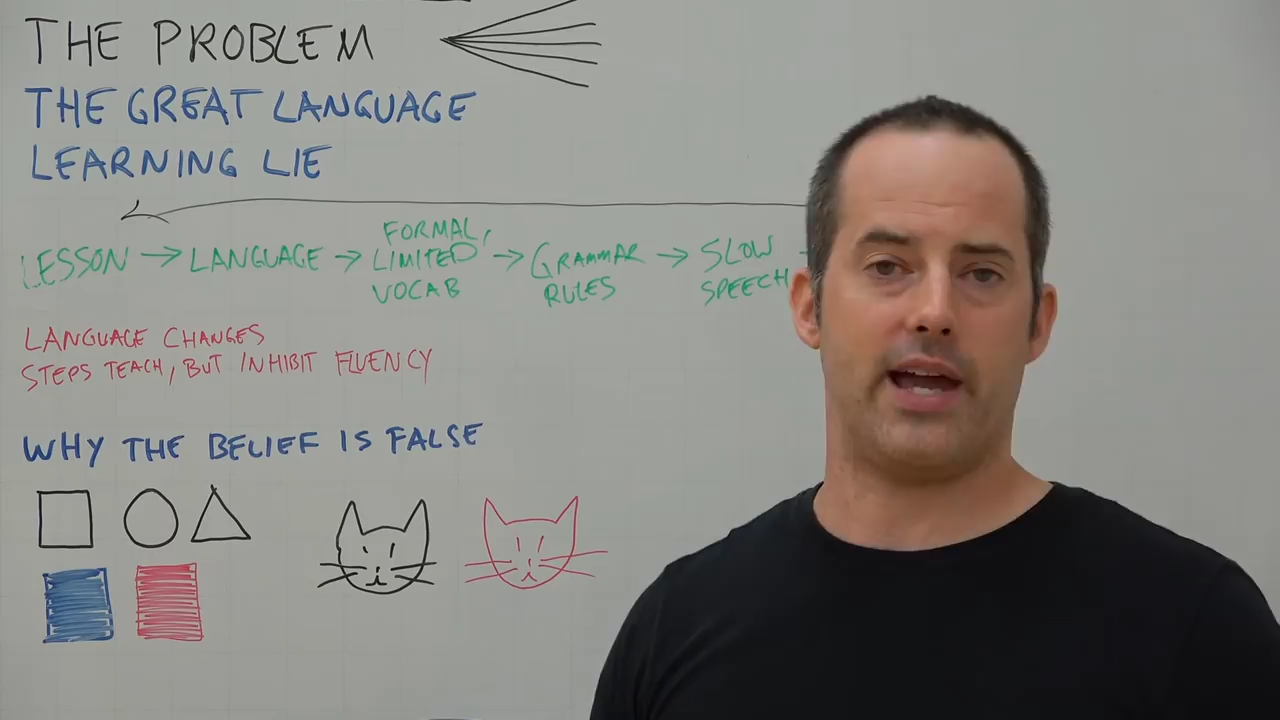 THE PROBLEM
THE GREAT LANGUAGE
LEARNING LIE
LESSON → LANGUAGE → FORMAL, LIMITED VOCAB → GRAMMAR RULES → SLOW SPEECH
LANGUAGE CHANGES
STEPS TEACH, BUT INHIBIT FLUENCY
WHY THE BELIEF IS FALSE